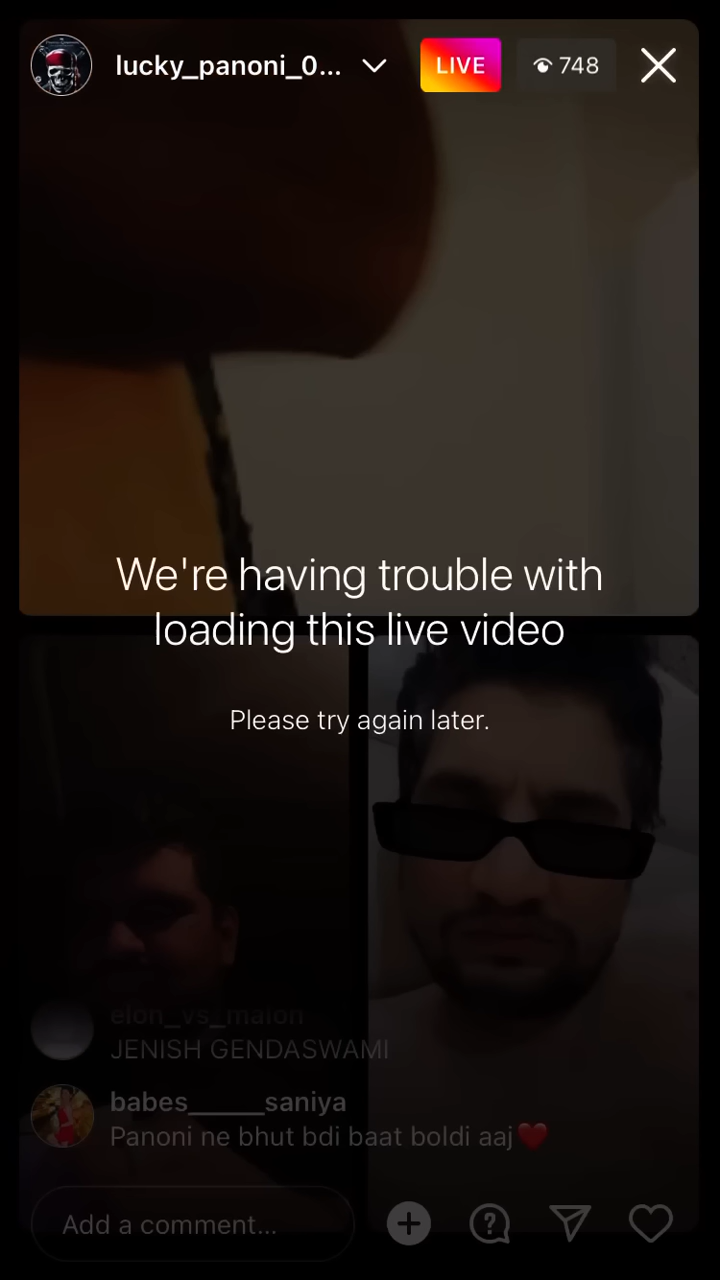 lucky_panoni_0...
LIVE
748
We're having trouble with
loading this live video
Please try again later.
elon_vs_malon
JENISH GENDASWAMI
babes_____saniya
Panoni ne bhut bdi baat boldi aaj❤️
Add a comment...